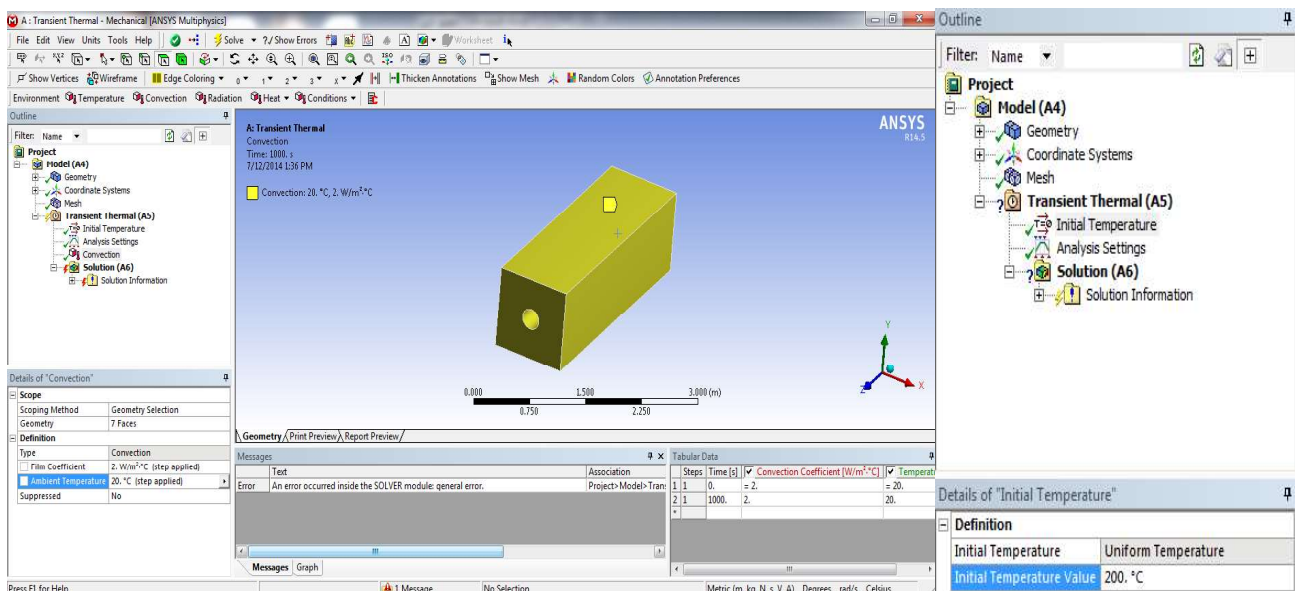 A : Transient Thermal - Mechanical [ANSYS Multiphysics]
File Edit View Units Tools Help Solve ?/ Show Errors Worksheet
Show Vertices Wireframe Edge Coloring Thicken Annotations Show Mesh Random Colors Annotation Preferences
Environment Temperature Convection Radiation Heat Conditions
Outline
Filter: Name
Project
Model (A4)
Geometry
Coordinate Systems
Mesh
Transient Thermal (A5)
Initial Temperature
Analysis Settings
Convection
Solution (A6)
Solution Information
Details of "Convection"
Scope
Scoping Method Geometry Selection
Geometry 7 Faces
Definition
Type Convection
Film Coefficient 2. W/m²·°C (step applied)
Ambient Temperature 20. °C (step applied)
Suppressed No
A: Transient Thermal
Convection
Time: 1000. s
7/12/2014 1:36 PM
Convection: 20. °C, 2. W/m²·°C
ANSYS
R14.5
Y
X
Z
0.000 1.500 3.000 (m)
0.750 2.250
Geometry Print Preview Report Preview
Messages
Text Association
Error An error occurred inside the SOLVER module: general error. Project>Model>Tran
Messages Graph
Tabular Data
Steps Time [s] Convection Coefficient [W/m²·°C] Temperat
1 1 0. = 2. = 20.
2 1 1000. 2. 20.
*
Press F1 for Help 1 Message No Selection Metric (m, kg, N, s, V, A) Degrees rad/s Celsius
Outline
Filter: Name
Project
Model (A4)
Geometry
Coordinate Systems
Mesh
Transient Thermal (A5)
Initial Temperature
Analysis Settings
Solution (A6)
Solution Information
Details of "Initial Temperature"
Definition
Initial Temperature Uniform Temperature
Initial Temperature Value 200. °C